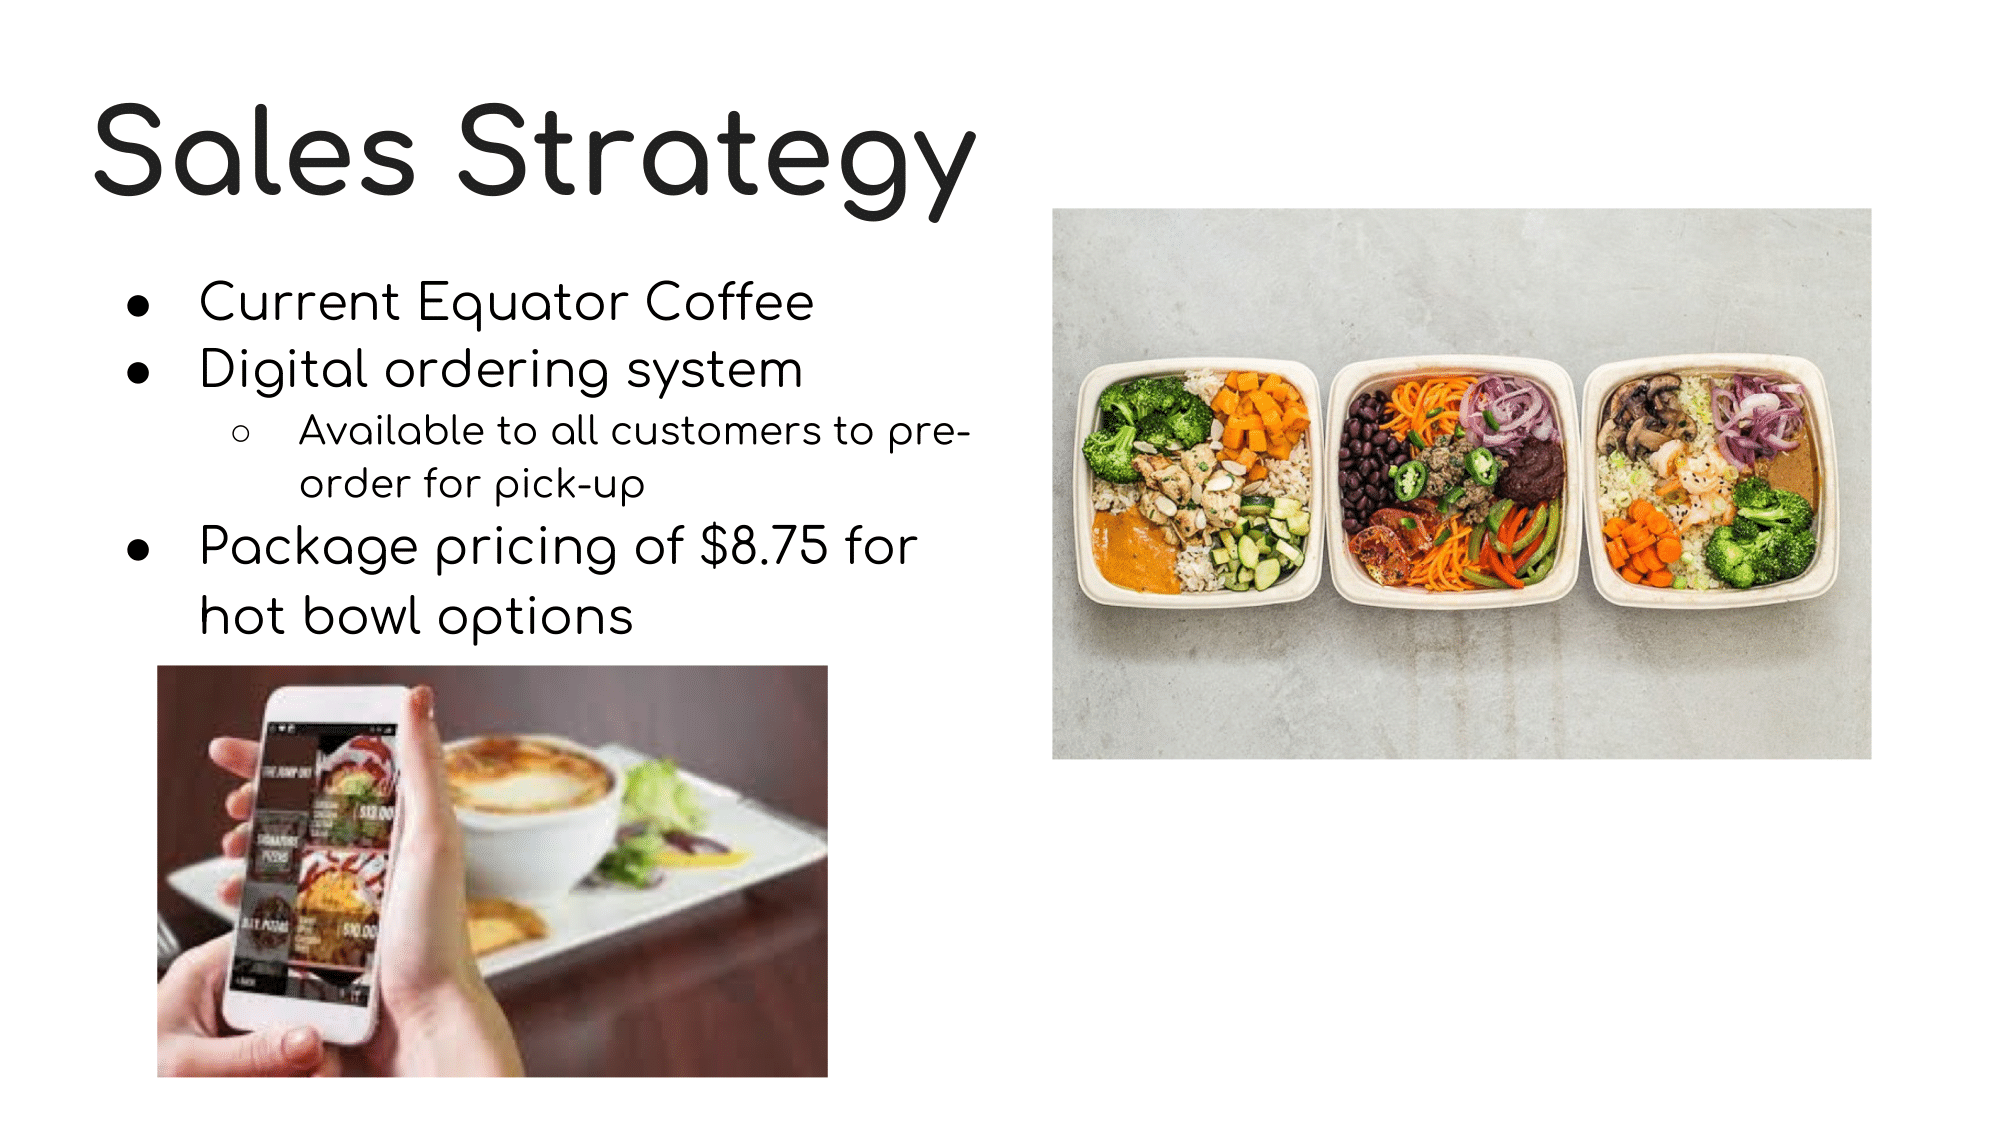 Sales Strategy
● Current Equator Coffee
● Digital ordering system
○ Available to all customers to pre-
order for pick-up
● Package pricing of $8.75 for
hot bowl options
$13.00
SIGNATURE
PIZZAS
$10.00